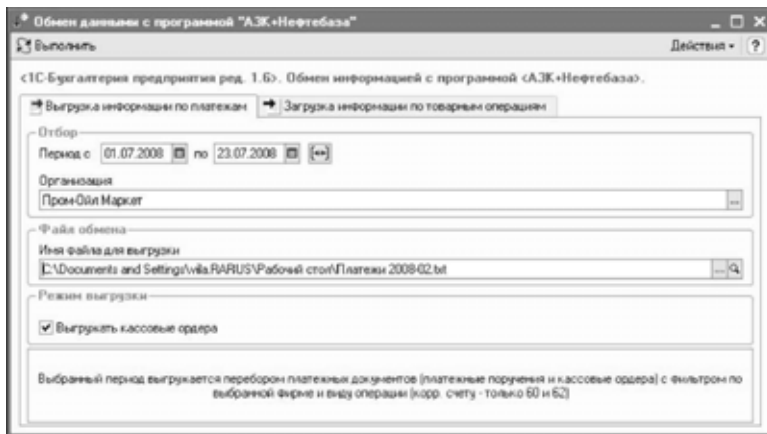 Обмен данными с программой "АЗК+Нефтебаза"
Выполнить
Действия
?
<1С-Бухгалтерия предприятия ред. 1.6>. Обмен информацией с программой <АЗК+Нефтебаза>.
Выгрузка информации по платежам
Загрузка информации по товарным операциям
Отбор
Период с 01.07.2008 по 23.07.2008
Организация
Пром-Ойл Маркет
...
Файл обмена
Имя файла для выгрузки
C:\Documents and Settings\vila.RARUS\Рабочий стол\Платежи 2008-02.txt
...
Режим выгрузки
Выгружать кассовые ордера
Выбранный период выгружается перебором платежных документов (платежные поручения и кассовые ордера) с фильтром по
выбранной фирме и виду операции (корр. счету - только 60 и 62)